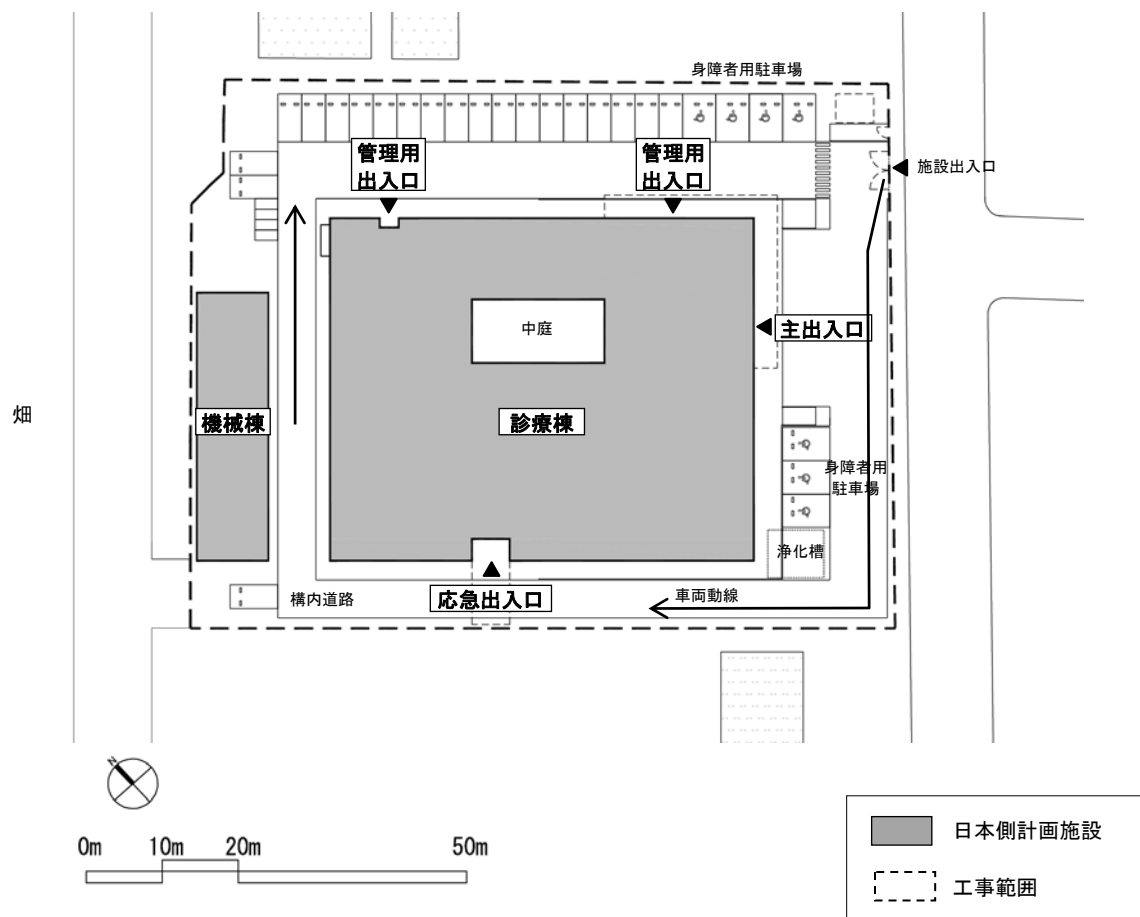 身障者用駐車場
管理用
出入口
管理用
出入口
施設出入口
中庭
主出入口
畑
機械棟
診療棟
身障者用
駐車場
浄化槽
構内道路
応急出入口
車両動線
N
0m 10m 20m 50m
日本側計画施設
工事範囲